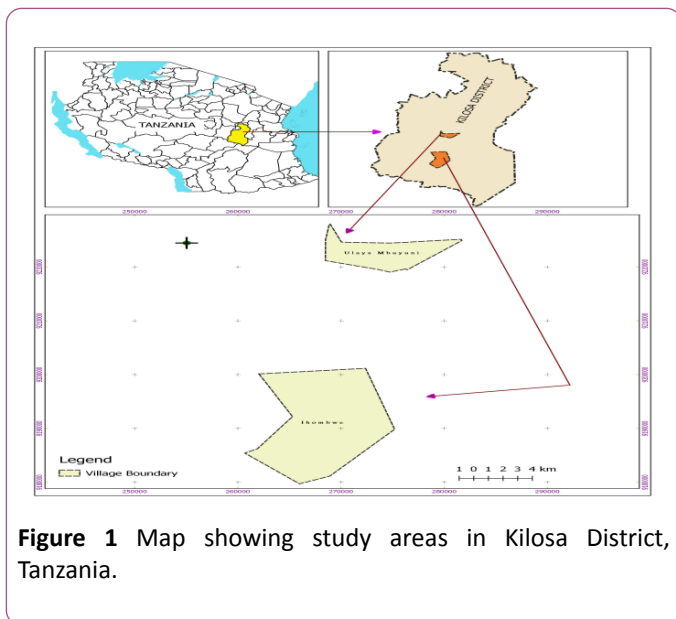 TANZANIA
KILOSA DISTRICT
250000 260000 270000 280000 290000
Ulaya Mbuyuni
Ihombwe
Legend
Village Boundary
1 0 1 2 3 4 km
250000 260000 270000 280000 290000
Figure 1 Map showing study areas in Kilosa District,
Tanzania.